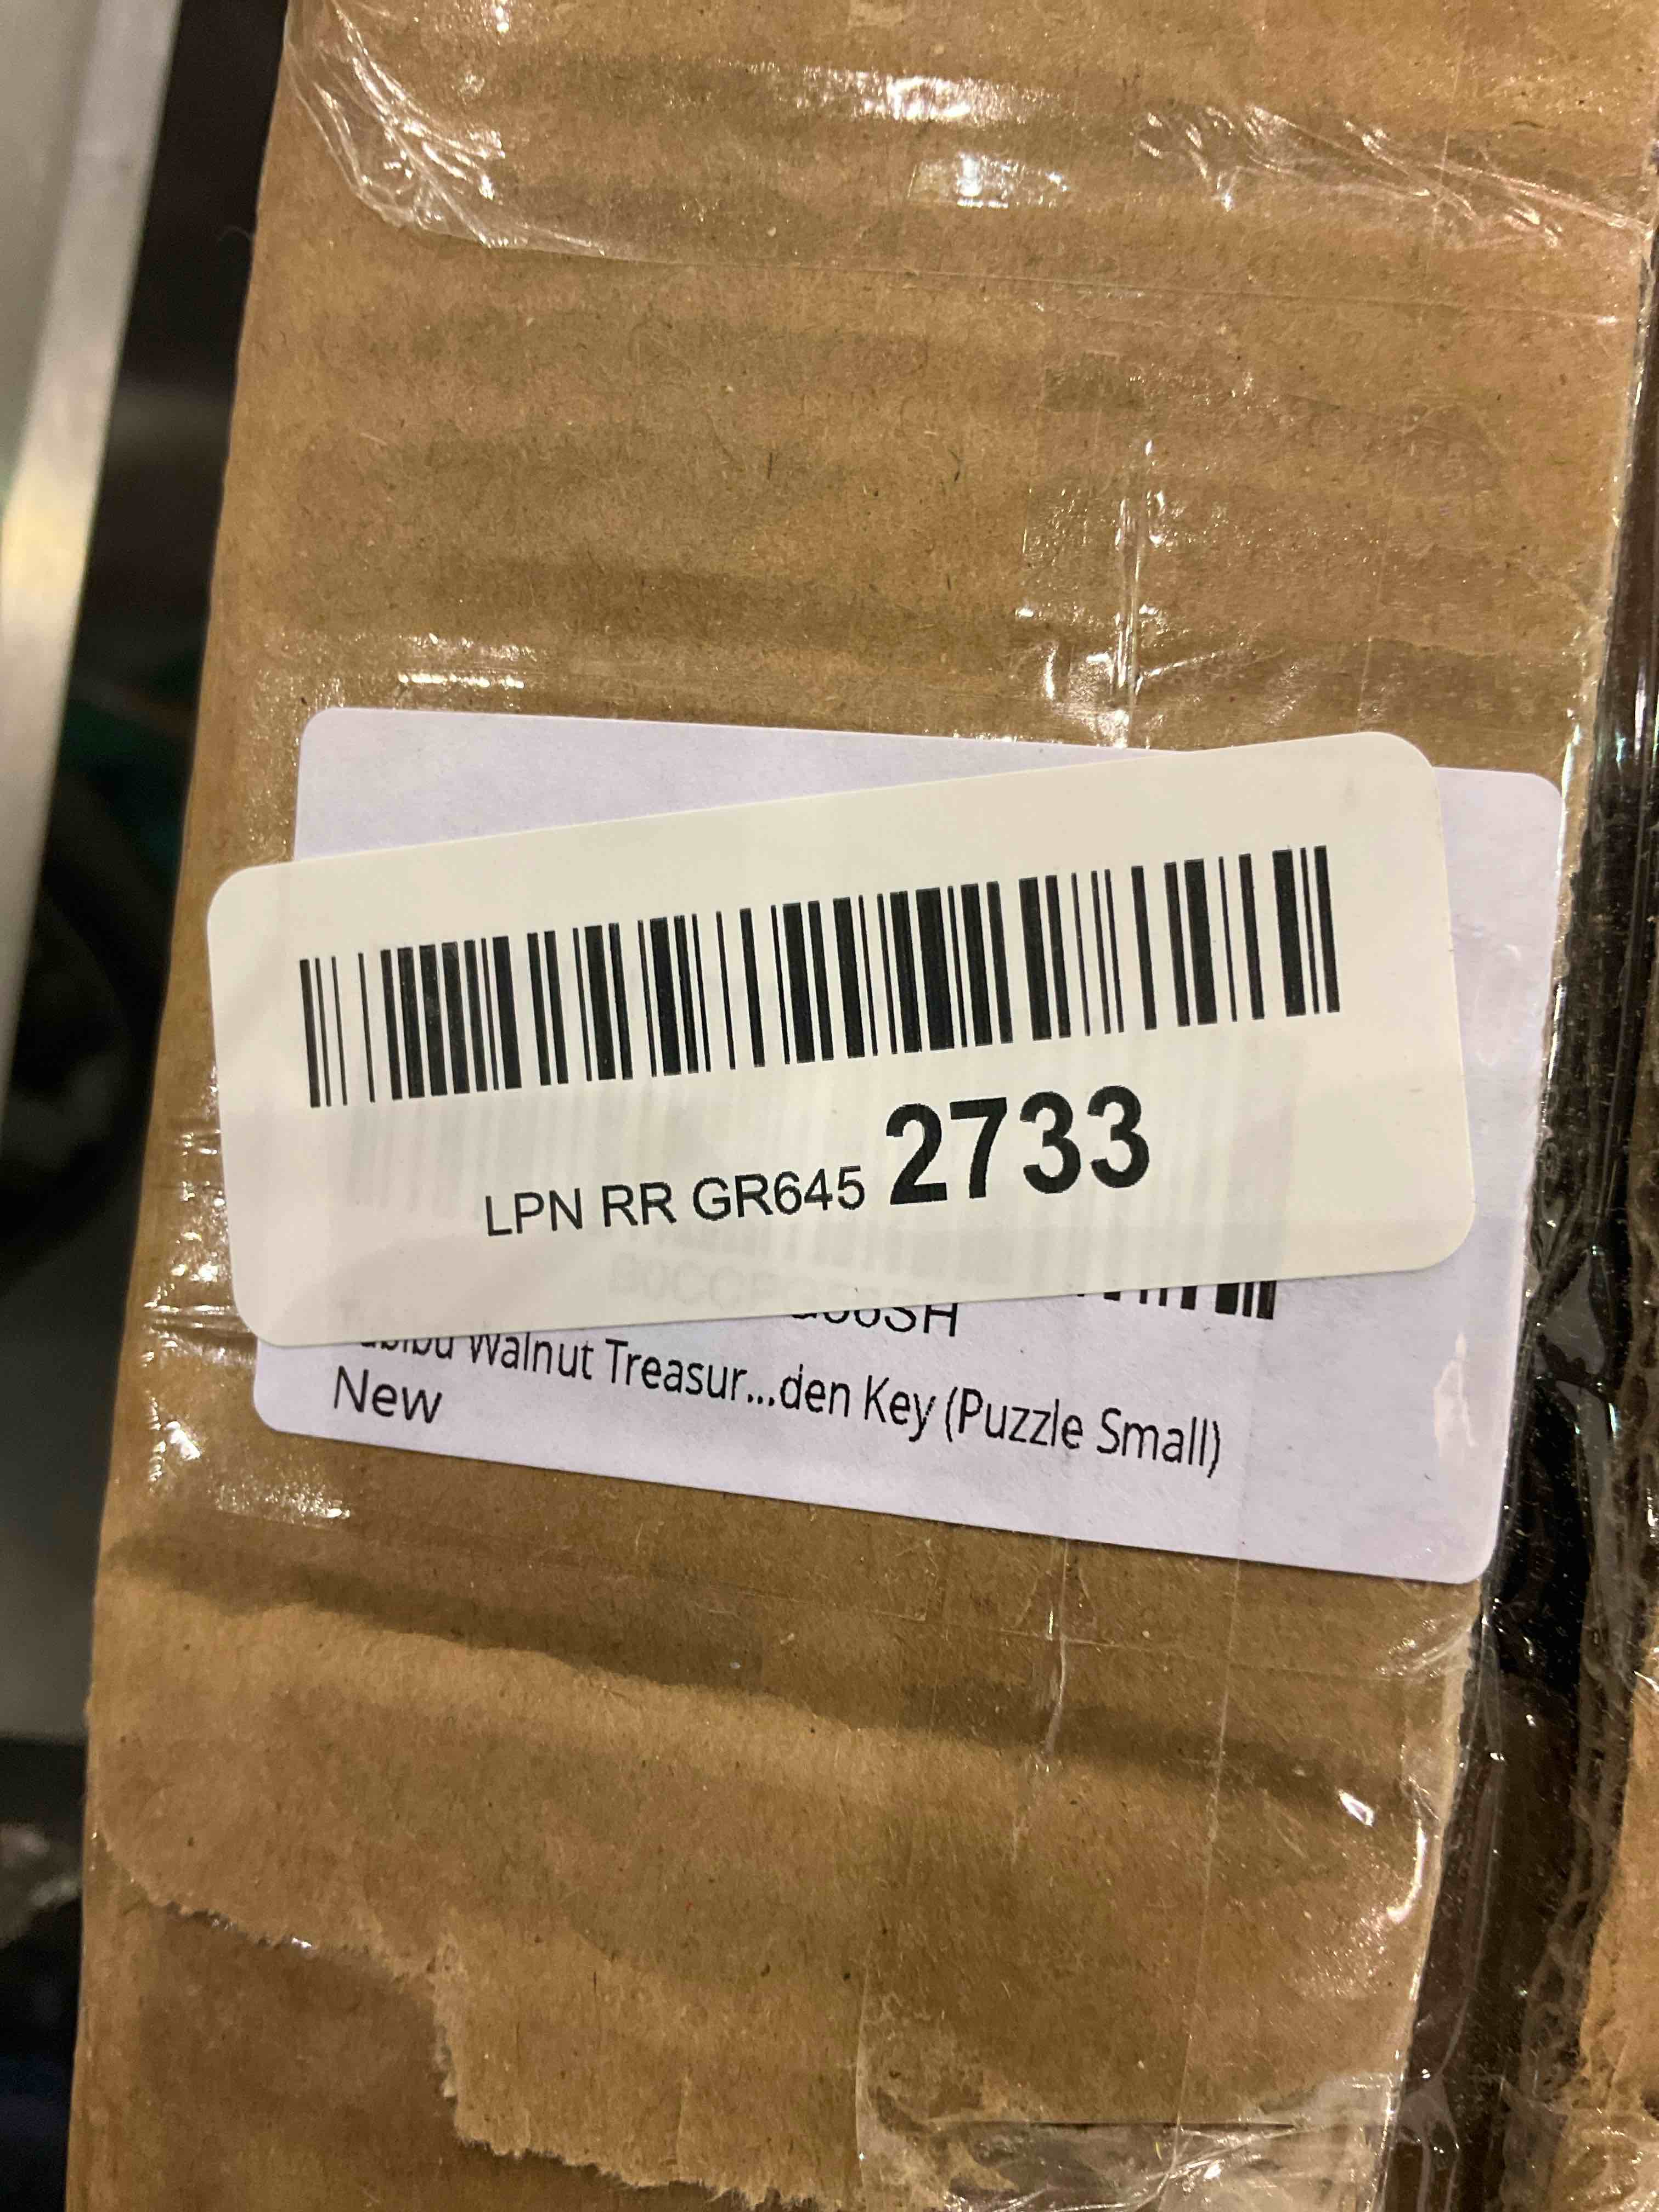 LPN RR GR645 2733
Walnut Treasur...den Key (Puzzle Small)
New